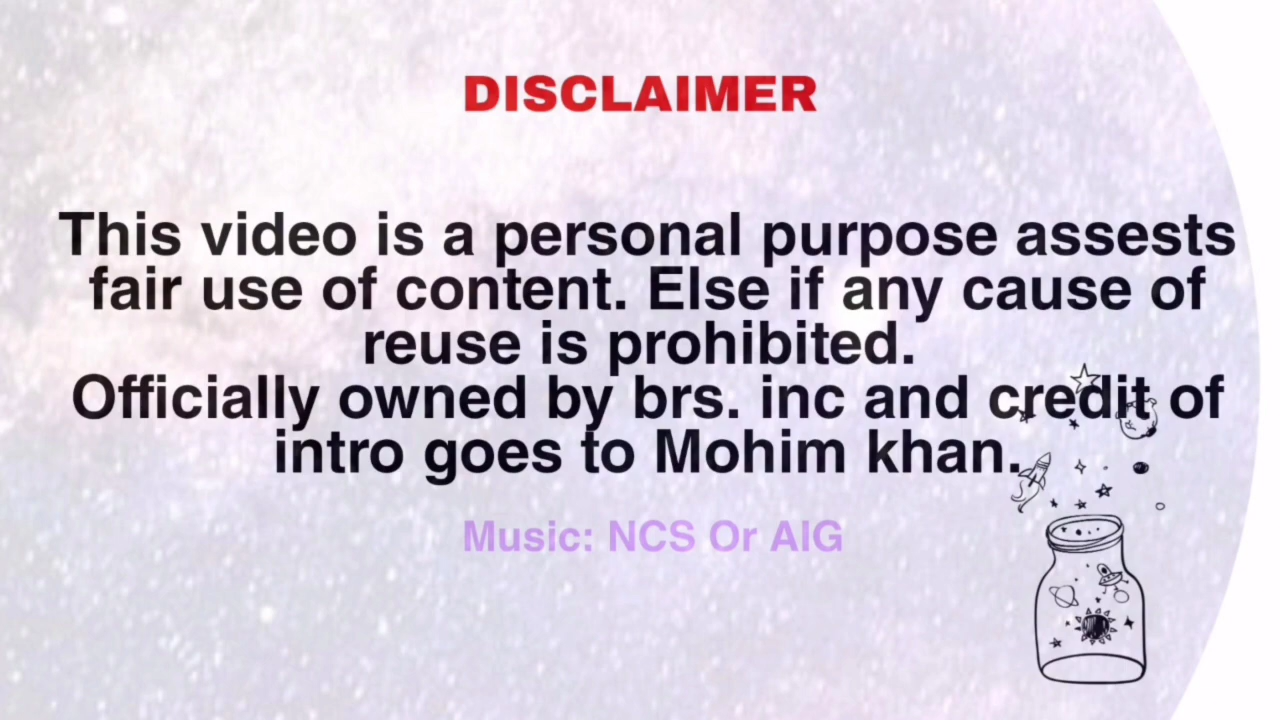 DISCLAIMER
This video is a personal purpose assests
fair use of content. Else if any cause of
reuse is prohibited.
Officially owned by brs. inc and credit of
intro goes to Mohim khan.
Music: NCS Or AIG